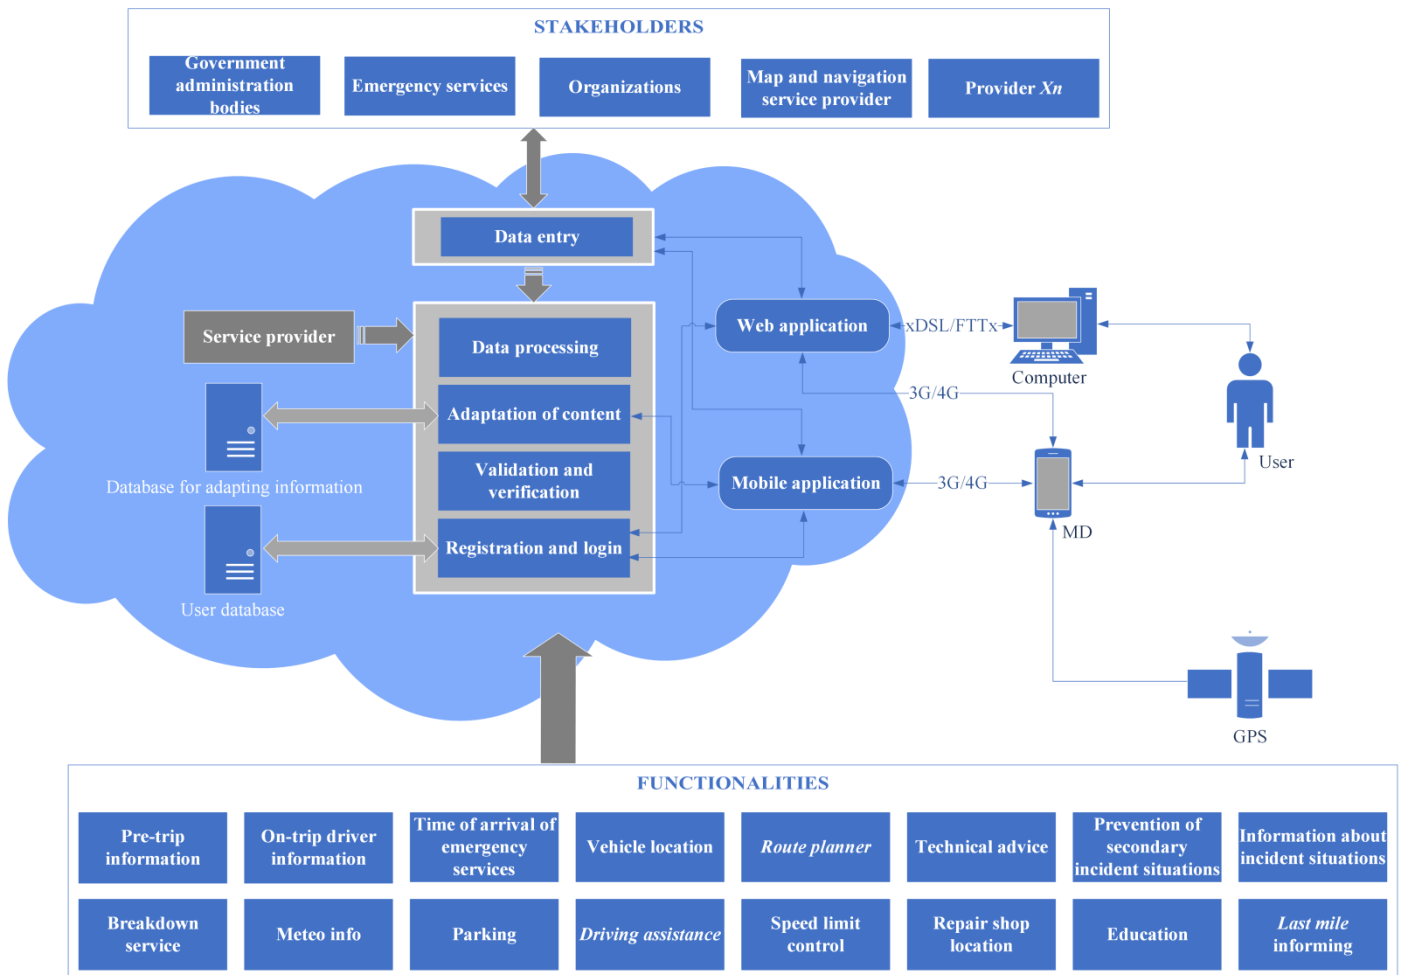 STAKEHOLDERS
Government
administration
bodies
Emergency services
Organizations
Map and navigation
service provider
Provider Xn
Data entry
Service provider
Data processing
Adaptation of content
Validation and
verification
Registration and login
Database for adapting information
User database
Web application
Mobile application
xDSL/FTTx
3G/4G
3G/4G
Computer
User
MD
GPS
FUNCTIONALITIES
Pre-trip
information
On-trip driver
information
Time of arrival of
emergency
services
Vehicle location
Route planner
Technical advice
Prevention of
secondary
incident situations
Information about
incident situations
Breakdown
service
Meteo info
Parking
Driving assistance
Speed limit
control
Repair shop
location
Education
Last mile
informing